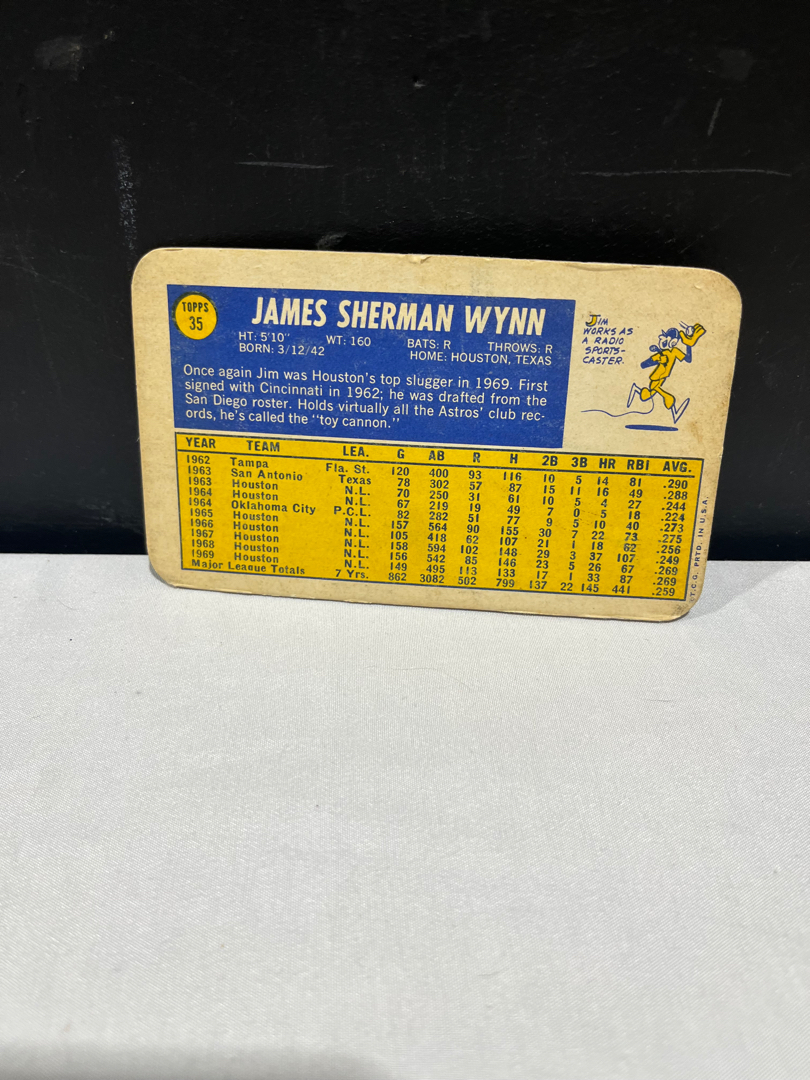 TOPPS
35
JAMES SHERMAN WYNN
HT: 5'10" WT: 160 BATS: R THROWS: R
BORN: 3/12/42 HOME: HOUSTON, TEXAS
Once again Jim was Houston's top slugger in 1969. First
signed with Cincinnati in 1962; he was drafted from the
San Diego roster. Holds virtually all the Astros' club rec-
ords, he's called the "toy cannon."
JIM
WORKS AS
A RADIO
SPORTS-
CASTER.
YEAR TEAM LEA. G AB R H 2B 3B HR RBI AVG.
1962 Tampa Fla. St. 120 400 93 116 10 5 14 81 .290
1963 San Antonio Texas 78 302 57 87 15 11 16 49 .288
1963 Houston N.L. 70 250 31 61 10 5 4 27 .244
1964 Houston N.L. 67 219 19 49 7 0 5 18 .224
1964 Oklahoma City P.C.L. 82 282 51 77 9 5 10 40 .273
1965 Houston N.L. 157 564 90 155 30 7 22 73 .275
1966 Houston N.L. 105 418 62 107 21 1 18 62 .256
1967 Houston N.L. 158 594 102 148 29 3 37 107 .249
1968 Houston N.L. 156 542 85 146 23 5 26 67 .269
1969 Houston N.L. 149 495 113 133 17 1 33 87 .269
Major League Totals 7 Yrs. 862 3082 502 799 137 22 145 441 .259
©T.C.G. PRTD. IN U.S.A.